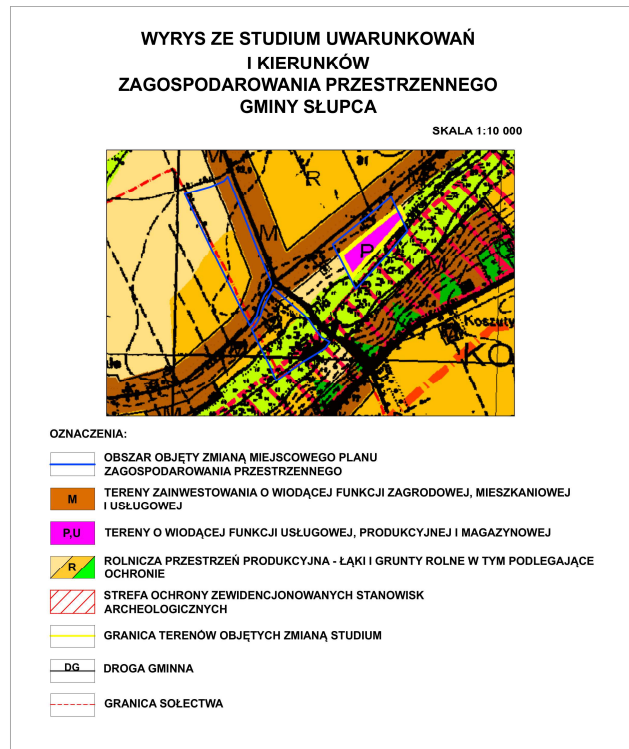 WYRYS ZE STUDIUM UWARUNKOWAŃ
I KIERUNKÓW
ZAGOSPODAROWANIA PRZESTRZENNEGO
GMINY SŁUPCA
SKALA 1:10 000
M
R
M
M
P
Koszuty
KO
OZNACZENIA:
OBSZAR OBJĘTY ZMIANĄ MIEJSCOWEGO PLANU
ZAGOSPODAROWANIA PRZESTRZENNEGO
M
TERENY ZAINWESTOWANIA O WIODĄCEJ FUNKCJI ZAGRODOWEJ, MIESZKANIOWEJ
I USŁUGOWEJ
P,U
TERENY O WIODĄCEJ FUNKCJI USŁUGOWEJ, PRODUKCYJNEJ I MAGAZYNOWEJ
R
ROLNICZA PRZESTRZEŃ PRODUKCYJNA - ŁĄKI I GRUNTY ROLNE W TYM PODLEGAJĄCE
OCHRONIE
STREFA OCHRONY ZEWIDENCJONOWANYCH STANOWISK
ARCHEOLOGICZNYCH
GRANICA TERENÓW OBJĘTYCH ZMIANĄ STUDIUM
DG
DROGA GMINNA
GRANICA SOŁECTWA